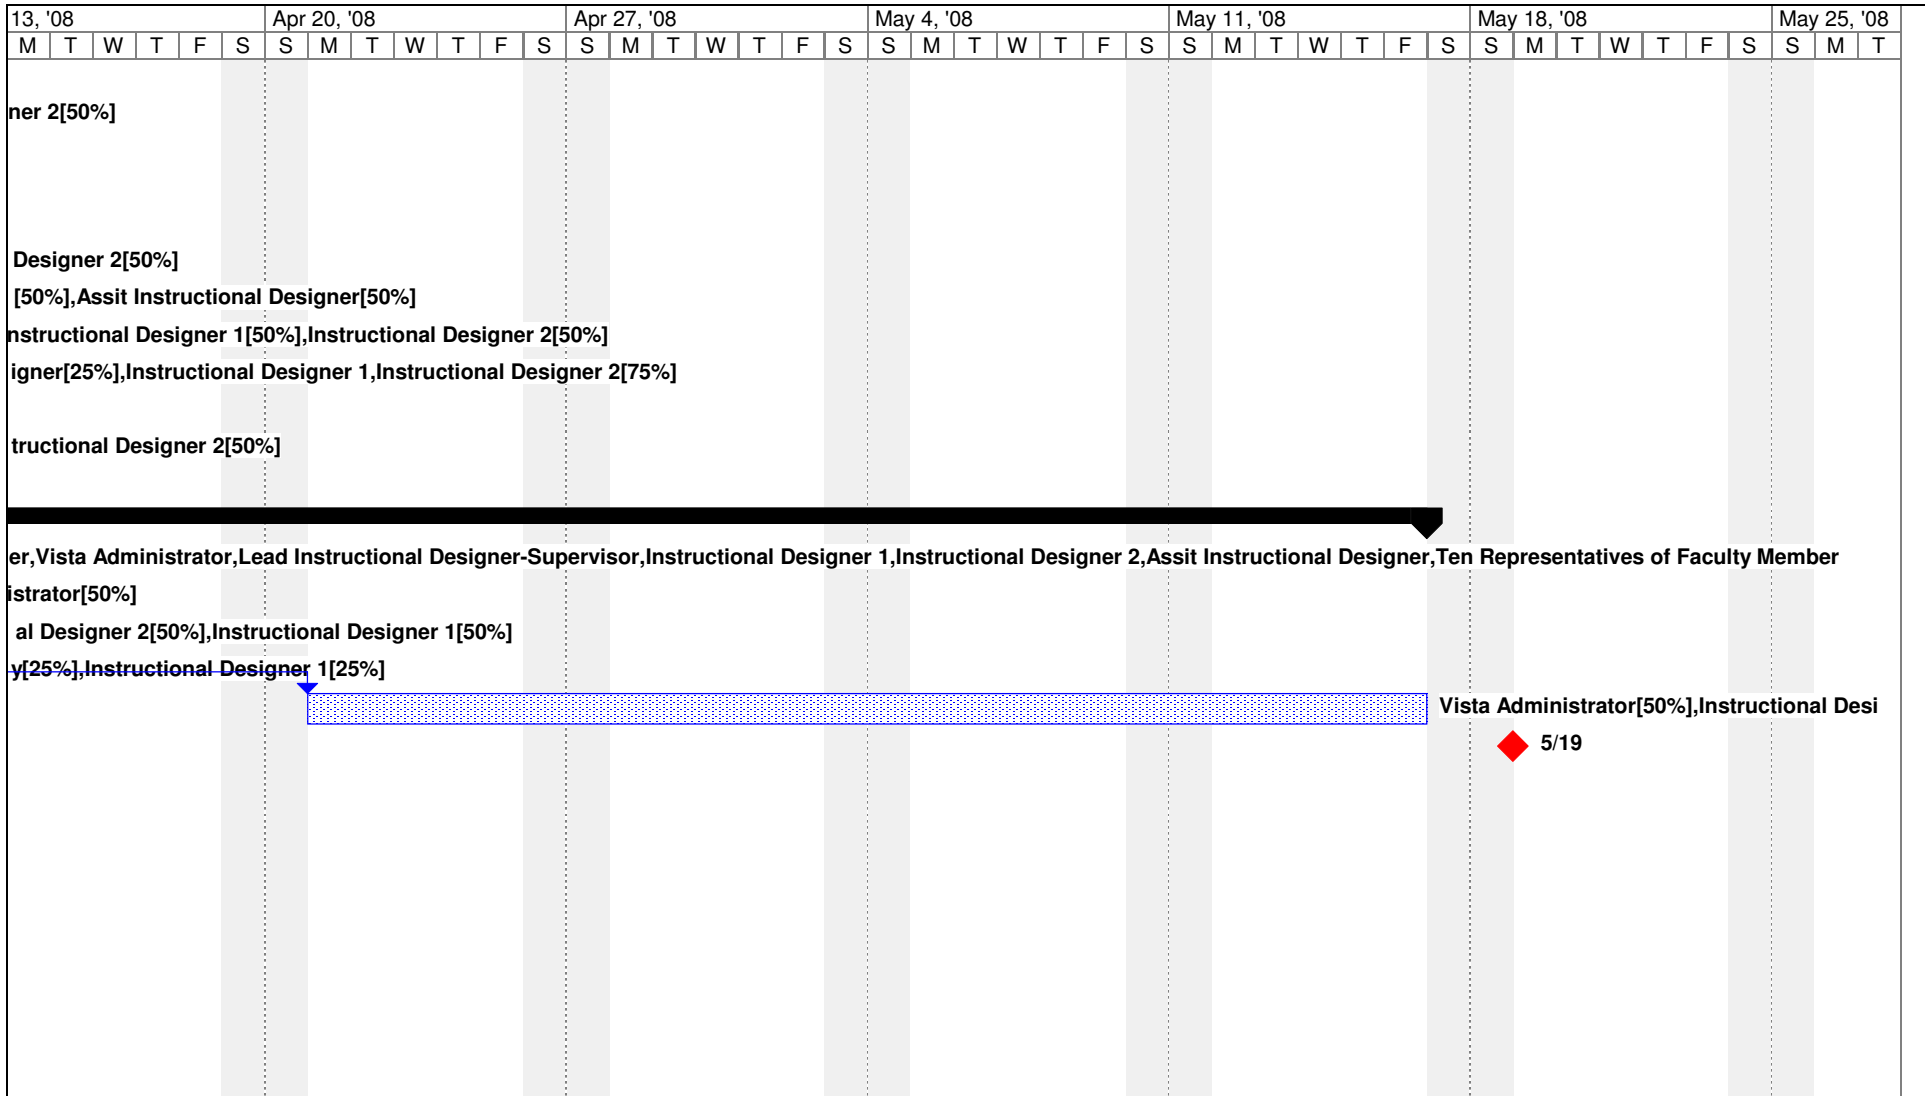 13, '08 Apr 20, '08 Apr 27, '08 May 4, '08 May 11, '08 May 18, '08 May 25, '08
M T W T F S S M T W T F S S M T W T F S S M T W T F S S M T W T F S S M T W T F S S M T
ner 2[50%]
Designer 2[50%]
[50%],Assit Instructional Designer[50%]
nstructional Designer 1[50%],Instructional Designer 2[50%]
igner[25%],Instructional Designer 1,Instructional Designer 2[75%]
tructional Designer 2[50%]
er,Vista Administrator,Lead Instructional Designer-Supervisor,Instructional Designer 1,Instructional Designer 2,Assit Instructional Designer,Ten Representatives of Faculty Member
istrator[50%]
al Designer 2[50%],Instructional Designer 1[50%]
y[25%],Instructional Designer 1[25%]
Vista Administrator[50%],Instructional Desi
5/19